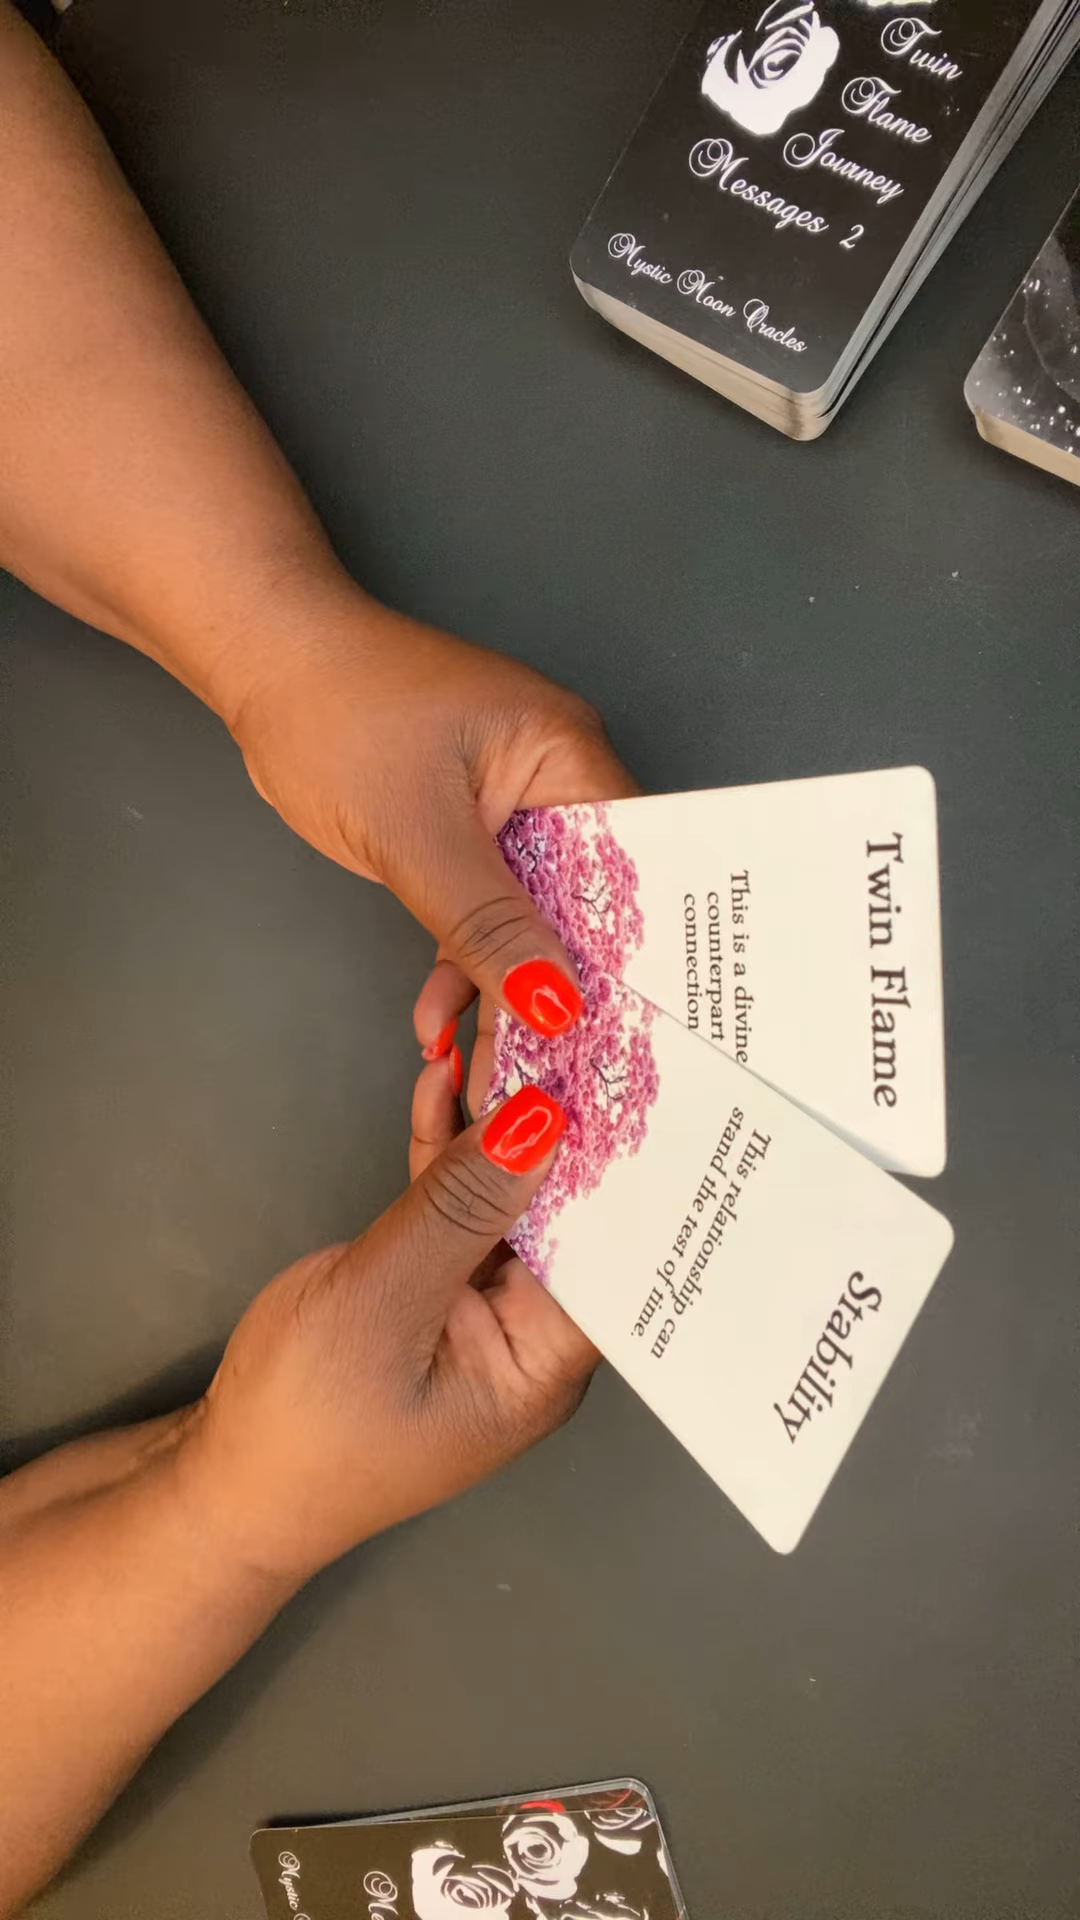 Twin
Flame
Journey
Messages 2
Mystic Moon Oracles
Twin Flame
This is a divine
counterpart
connection
Stability
This relationship can
stand the test of time.
Mystic